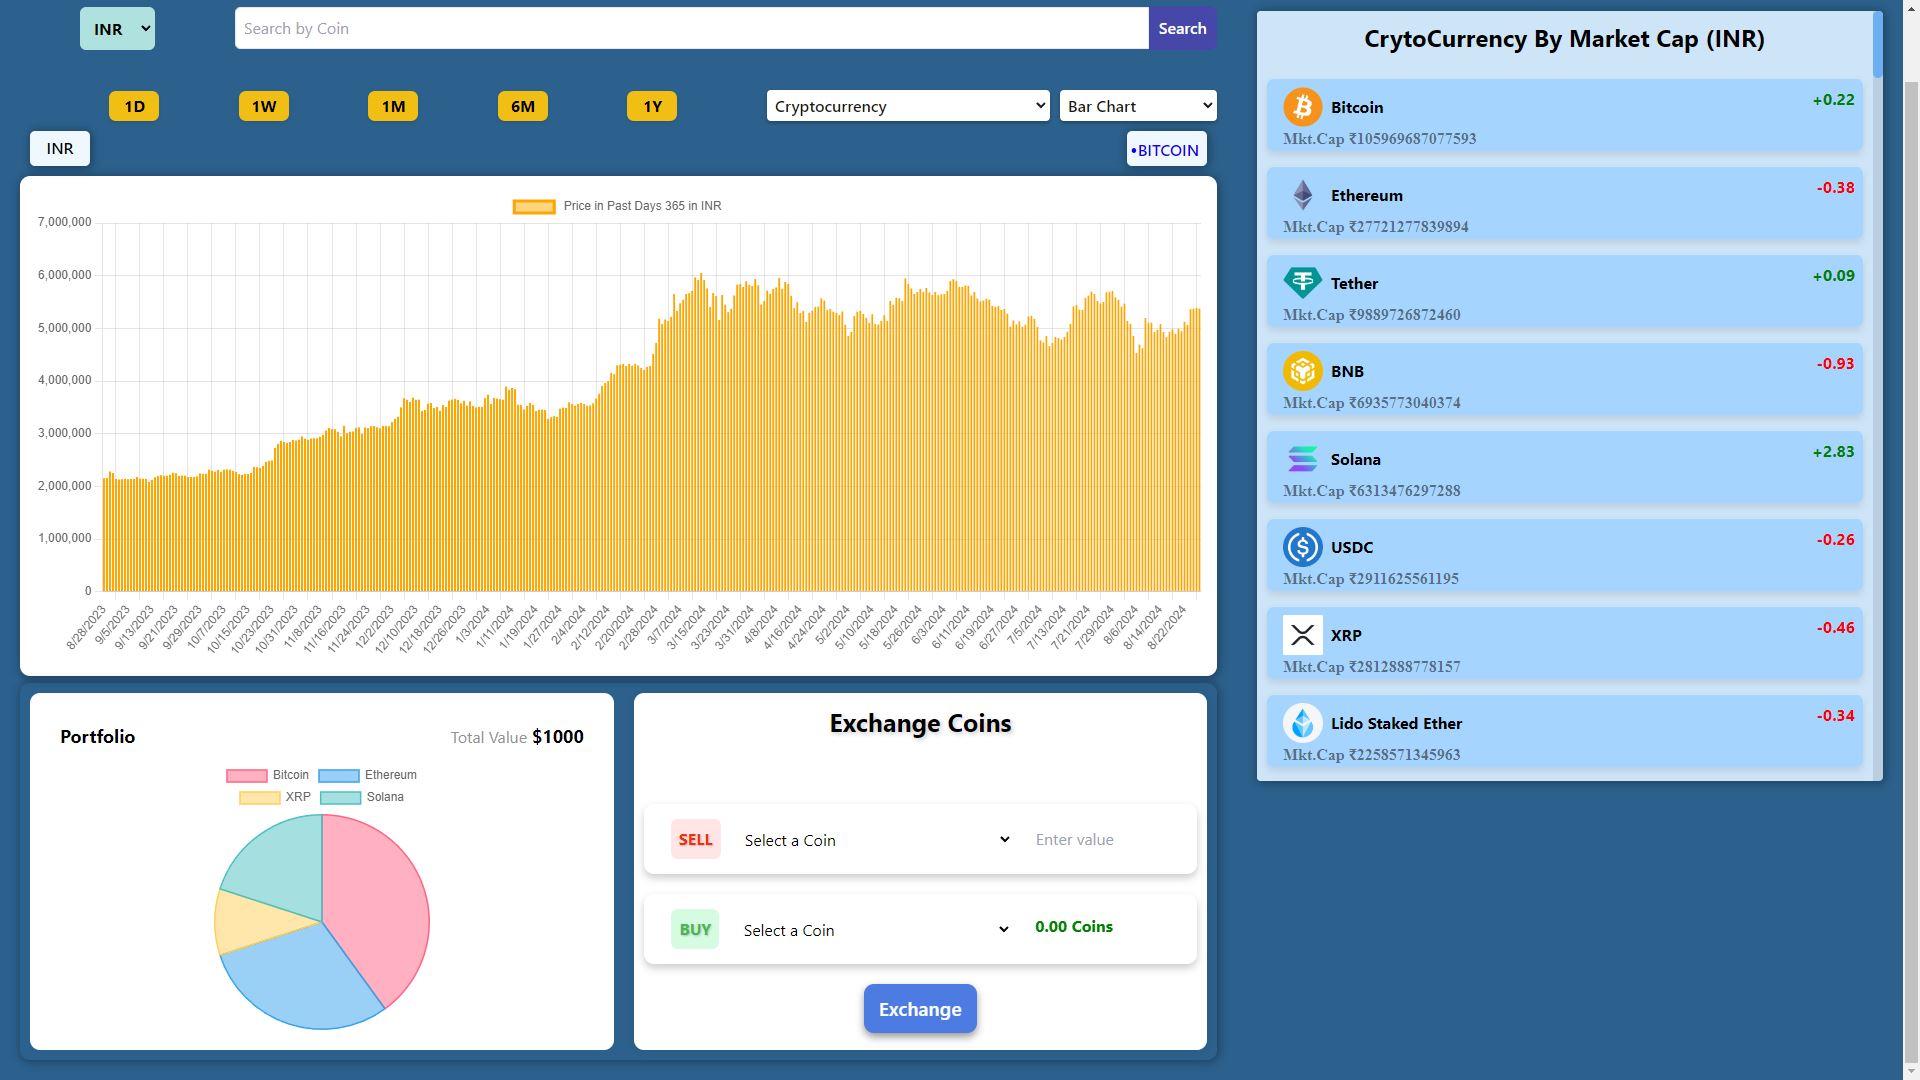 INR
Search by Coin
Search
1D 1W 1M 6M 1Y
Cryptocurrency
Bar Chart
INR
•BITCOIN
Price in Past Days 365 in INR
7,000,000
6,000,000
5,000,000
4,000,000
3,000,000
2,000,000
1,000,000
0
8/28/2023 9/5/2023 9/13/2023 9/21/2023 9/29/2023 10/7/2023 10/15/2023 10/23/2023 10/31/2023 11/8/2023 11/16/2023 11/24/2023 12/2/2023 12/10/2023 12/18/2023 12/26/2023 1/3/2024 1/11/2024 1/19/2024 1/27/2024 2/4/2024 2/12/2024 2/20/2024 2/28/2024 3/7/2024 3/15/2024 3/23/2024 3/31/2024 4/8/2024 4/16/2024 4/24/2024 5/2/2024 5/10/2024 5/18/2024 5/26/2024 6/3/2024 6/11/2024 6/19/2024 6/27/2024 7/5/2024 7/13/2024 7/21/2024 7/29/2024 8/6/2024 8/14/2024 8/22/2024
Portfolio
Total Value $1000
Bitcoin Ethereum
XRP Solana
Exchange Coins
SELL Select a Coin Enter value
BUY Select a Coin 0.00 Coins
Exchange
CrytoCurrency By Market Cap (INR)
Bitcoin +0.22
Mkt.Cap ₹105969687077593
Ethereum -0.38
Mkt.Cap ₹27721277839894
Tether +0.09
Mkt.Cap ₹9889726872460
BNB -0.93
Mkt.Cap ₹6935773040374
Solana +2.83
Mkt.Cap ₹6313476297288
USDC -0.26
Mkt.Cap ₹2911625561195
XRP -0.46
Mkt.Cap ₹2812888778157
Lido Staked Ether -0.34
Mkt.Cap ₹2258571345963